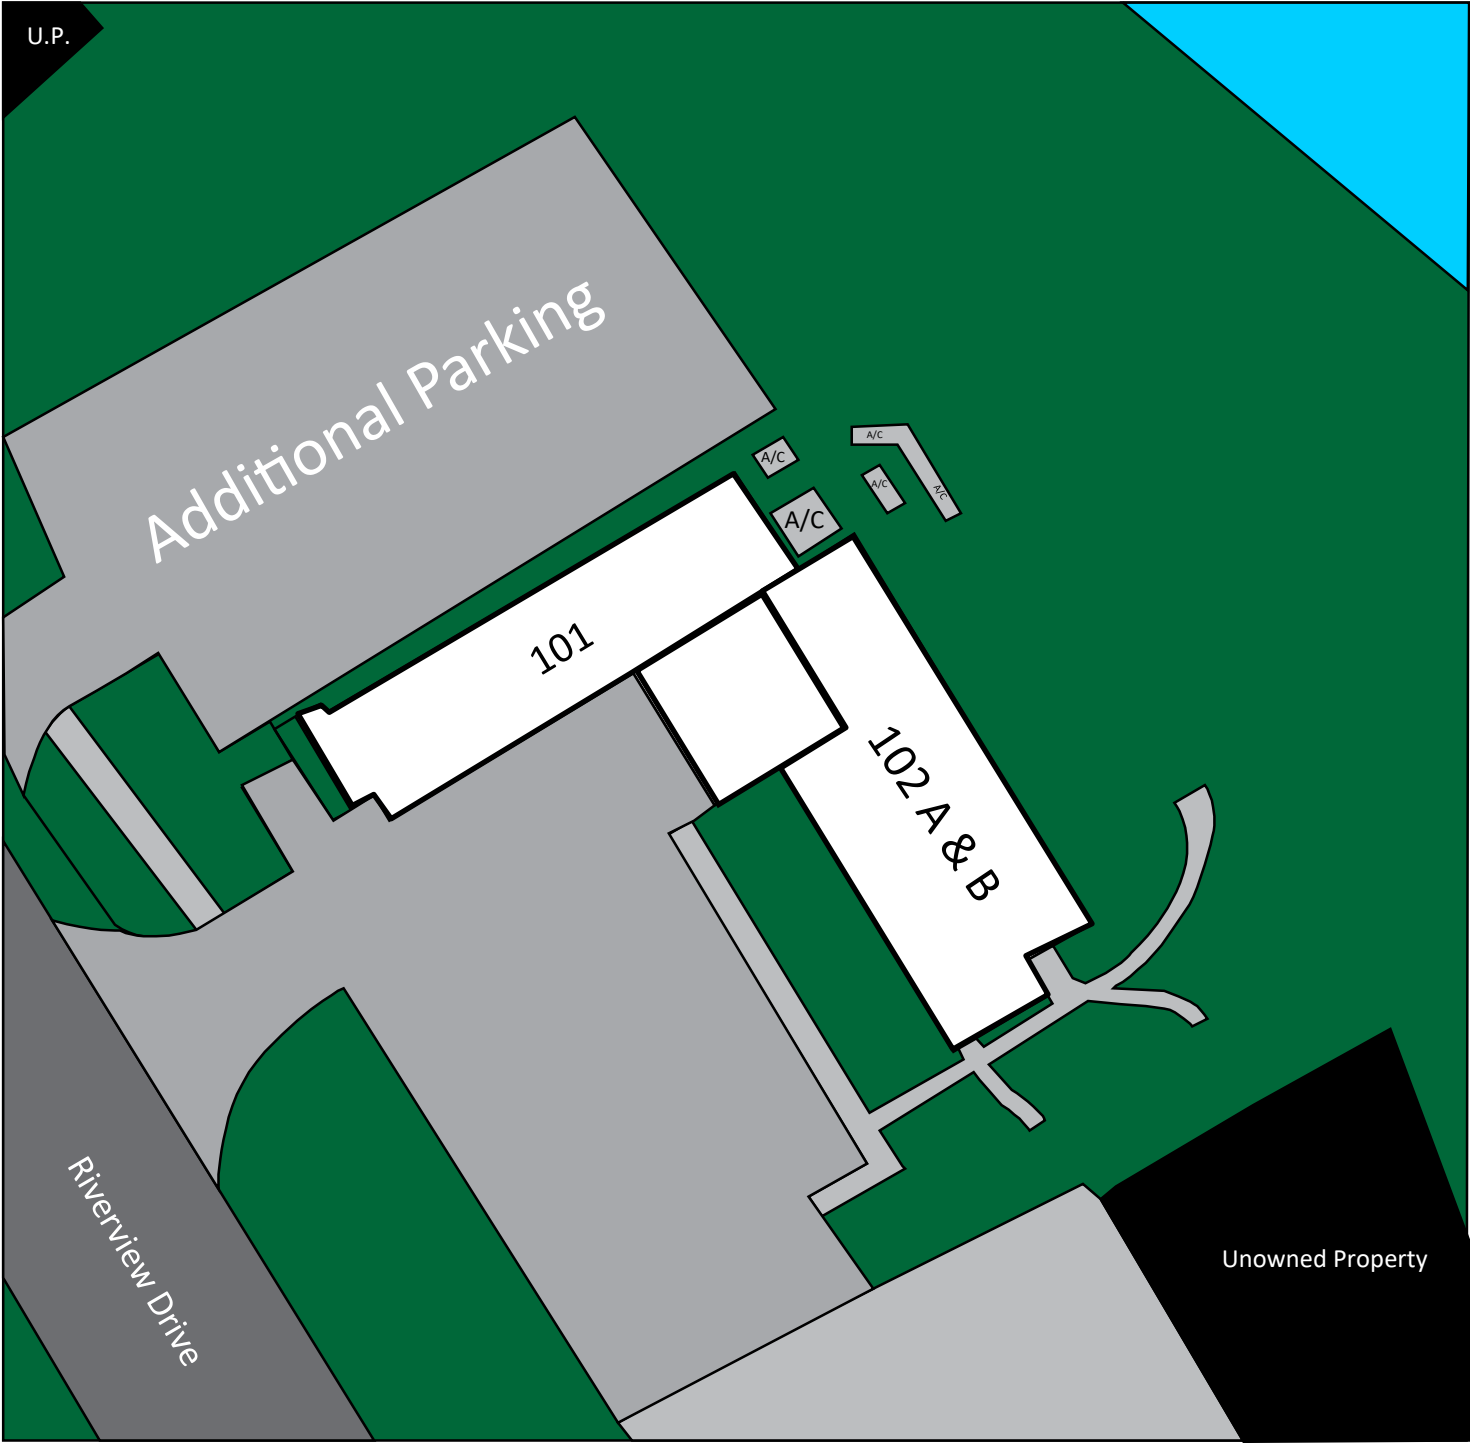 U.P.
Additional Parking
A/C
A/C
A/C
A/C
A/C
101
102 A & B
Riverview Drive
Unowned Property